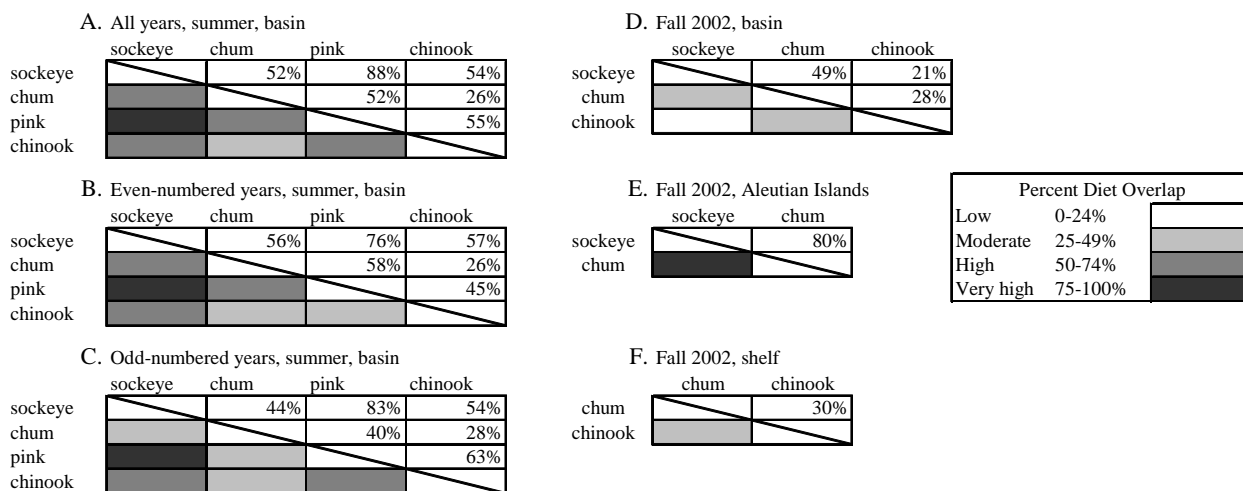 A. All years, summer, basin
sockeye chum pink chinook
sockeye 52% 88% 54%
chum 52% 26%
pink 55%
chinook
B. Even-numbered years, summer, basin
sockeye chum pink chinook
sockeye 56% 76% 57%
chum 58% 26%
pink 45%
chinook
C. Odd-numbered years, summer, basin
sockeye chum pink chinook
sockeye 44% 83% 54%
chum 40% 28%
pink 63%
chinook
D. Fall 2002, basin
sockeye chum chinook
sockeye 49% 21%
chum 28%
chinook
E. Fall 2002, Aleutian Islands
sockeye chum
sockeye 80%
chum
F. Fall 2002, shelf
chum chinook
chum 30%
chinook
Percent Diet Overlap
Low 0-24%
Moderate 25-49%
High 50-74%
Very high 75-100%